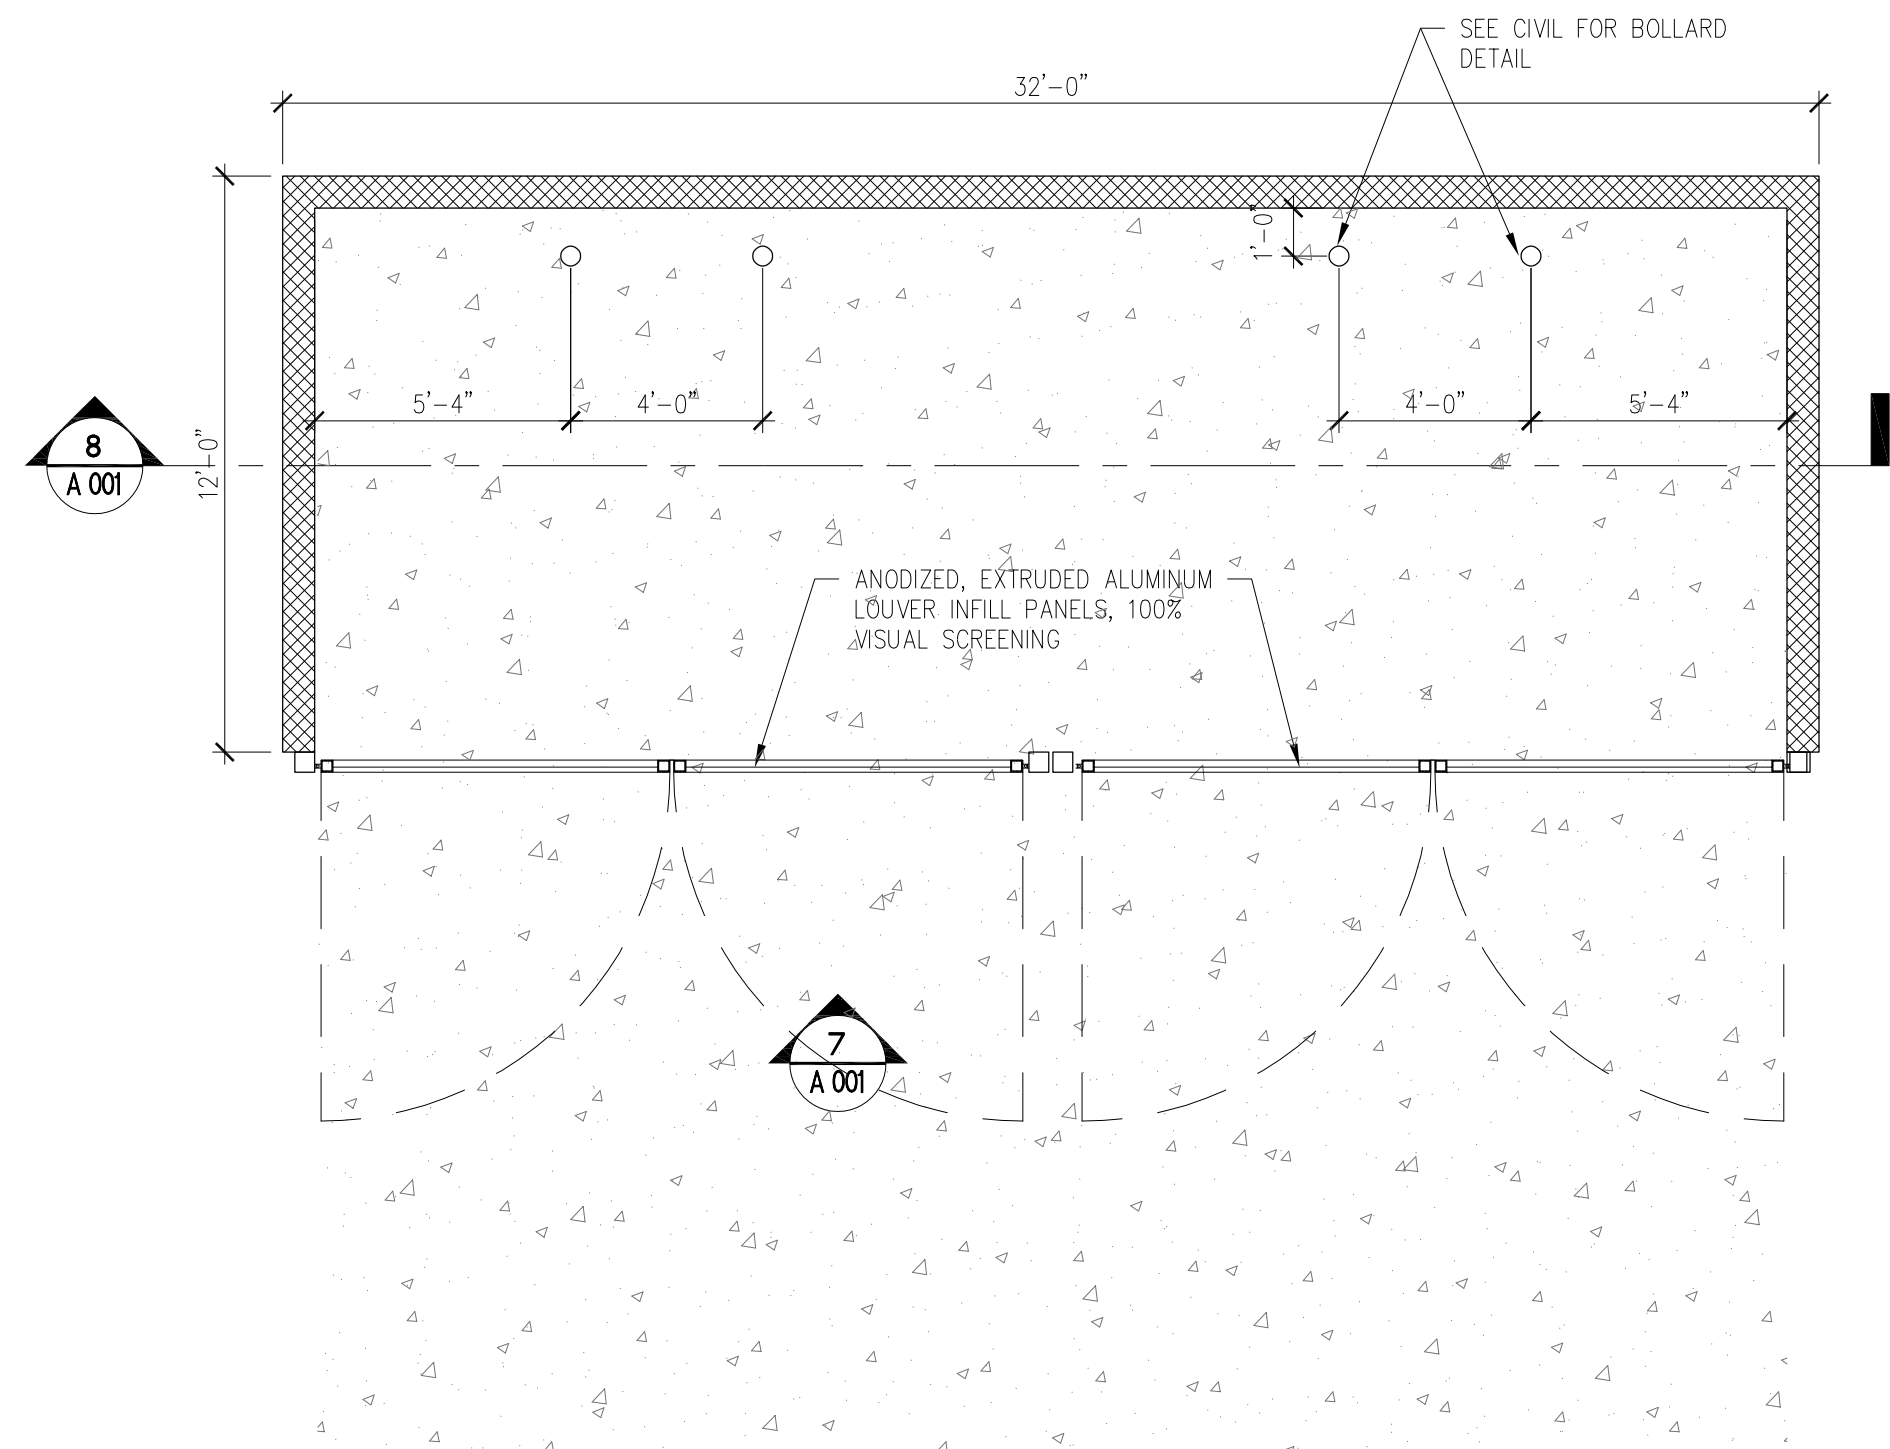 SEE CIVIL FOR BOLLARD
DETAIL
32'-0"
1'-0"
5'-4"
4'-0"
4'-0"
5'-4"
8
A 001
12'-0"
ANODIZED, EXTRUDED ALUMINUM
LOUVER INFILL PANELS, 100%
VISUAL SCREENING
7
A 001